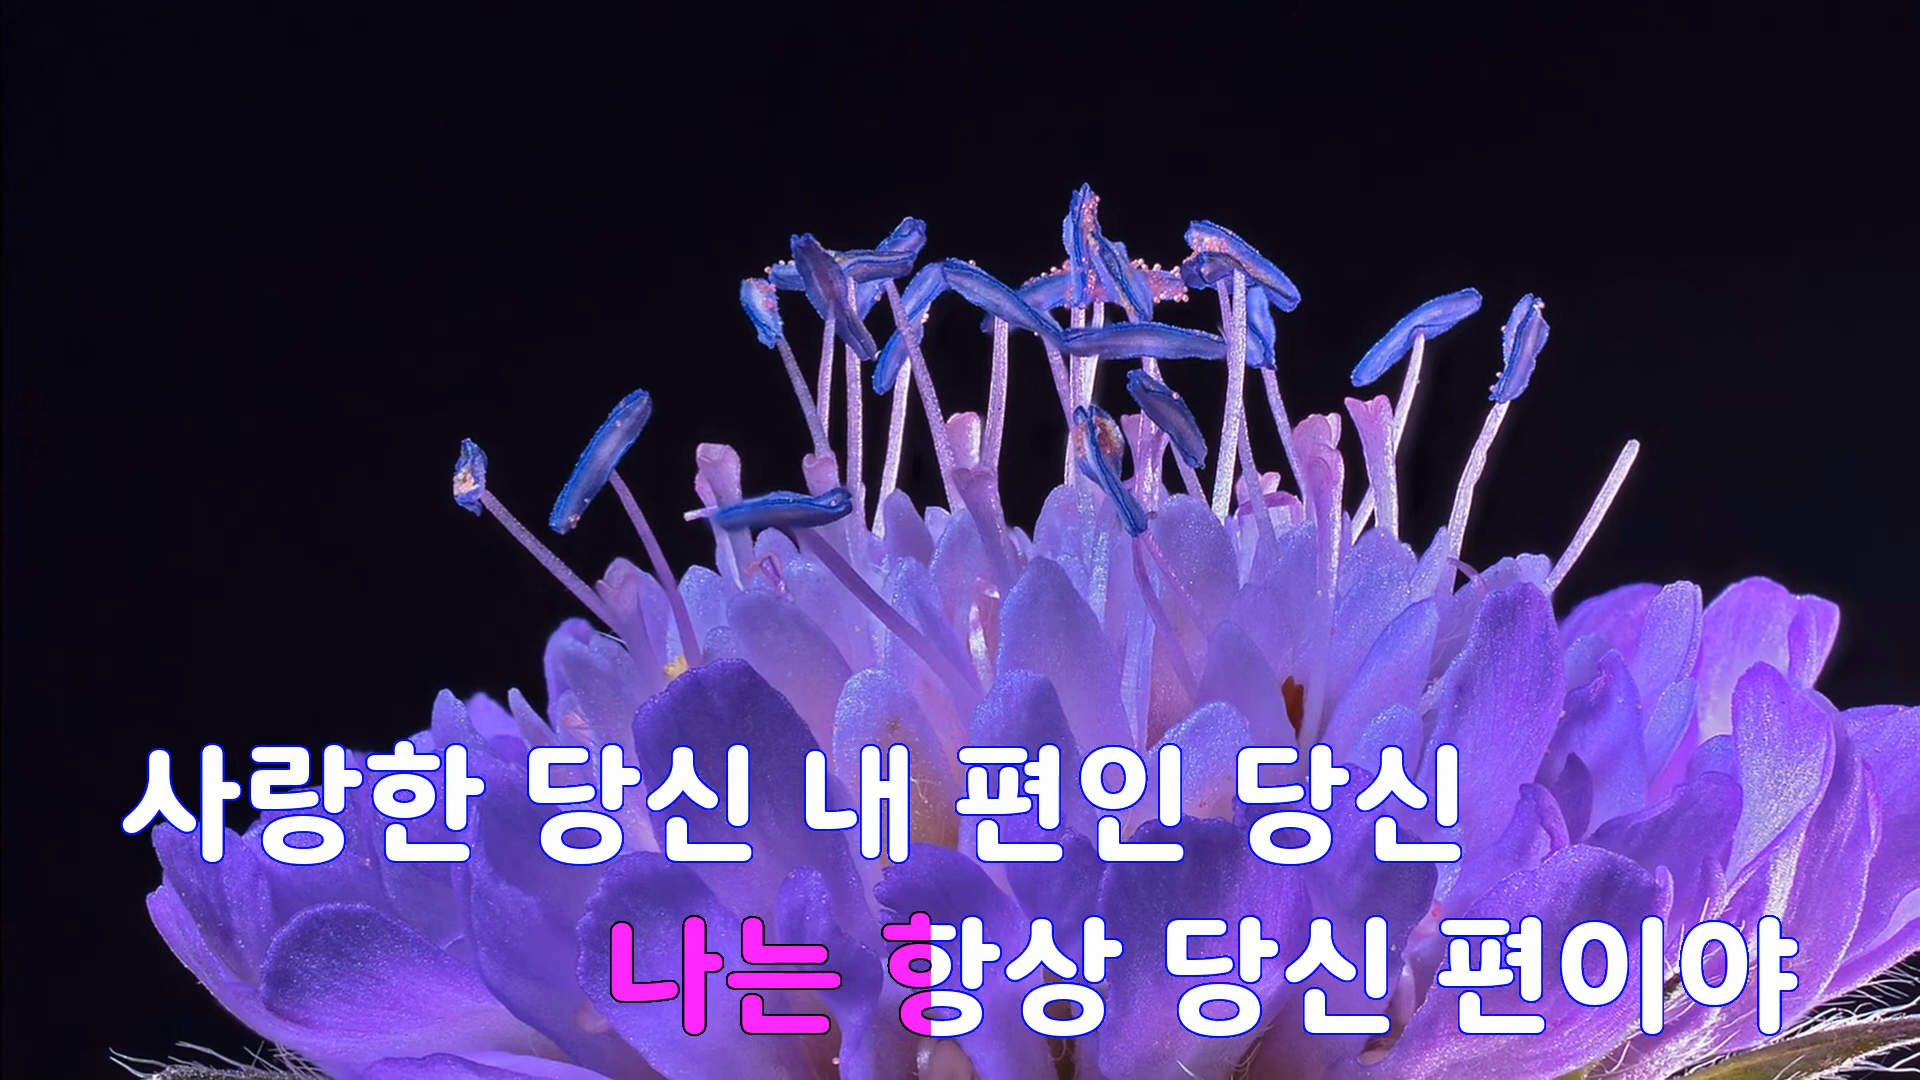 사랑한 당신 내 편인 당신
나는 항상 당신 편이야